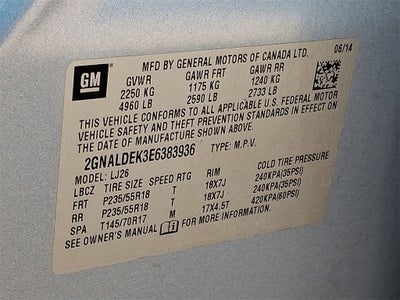 GM
MFD BY GENERAL MOTORS OF CANADA LTD. 06/14
GVWR GAWR FRT GAWR RR
2250 KG 1175 KG 1240 KG
4960 LB 2590 LB 2733 LB
THIS VEHICLE CONFORMS TO ALL APPLICABLE U.S. FEDERAL MOTOR
VEHICLE SAFETY AND THEFT PREVENTION STANDARDS IN EFFECT ON
THE DATE OF MANUFACTURE SHOWN ABOVE.
2GNALDEK3E6383936 TYPE: M.P.V.
MODEL: LJ26
LBCZ TIRE SIZE SPEED RTG RIM COLD TIRE PRESSURE
FRT P235/55R18 T 18X7J 240KPA(35PSI)
RR P235/55R18 T 18X7J 240KPA(35PSI)
SPA T145/70R17 M 17X4.5T 420KPA(60PSI)
SEE OWNER'S MANUAL FOR MORE INFORMATION.